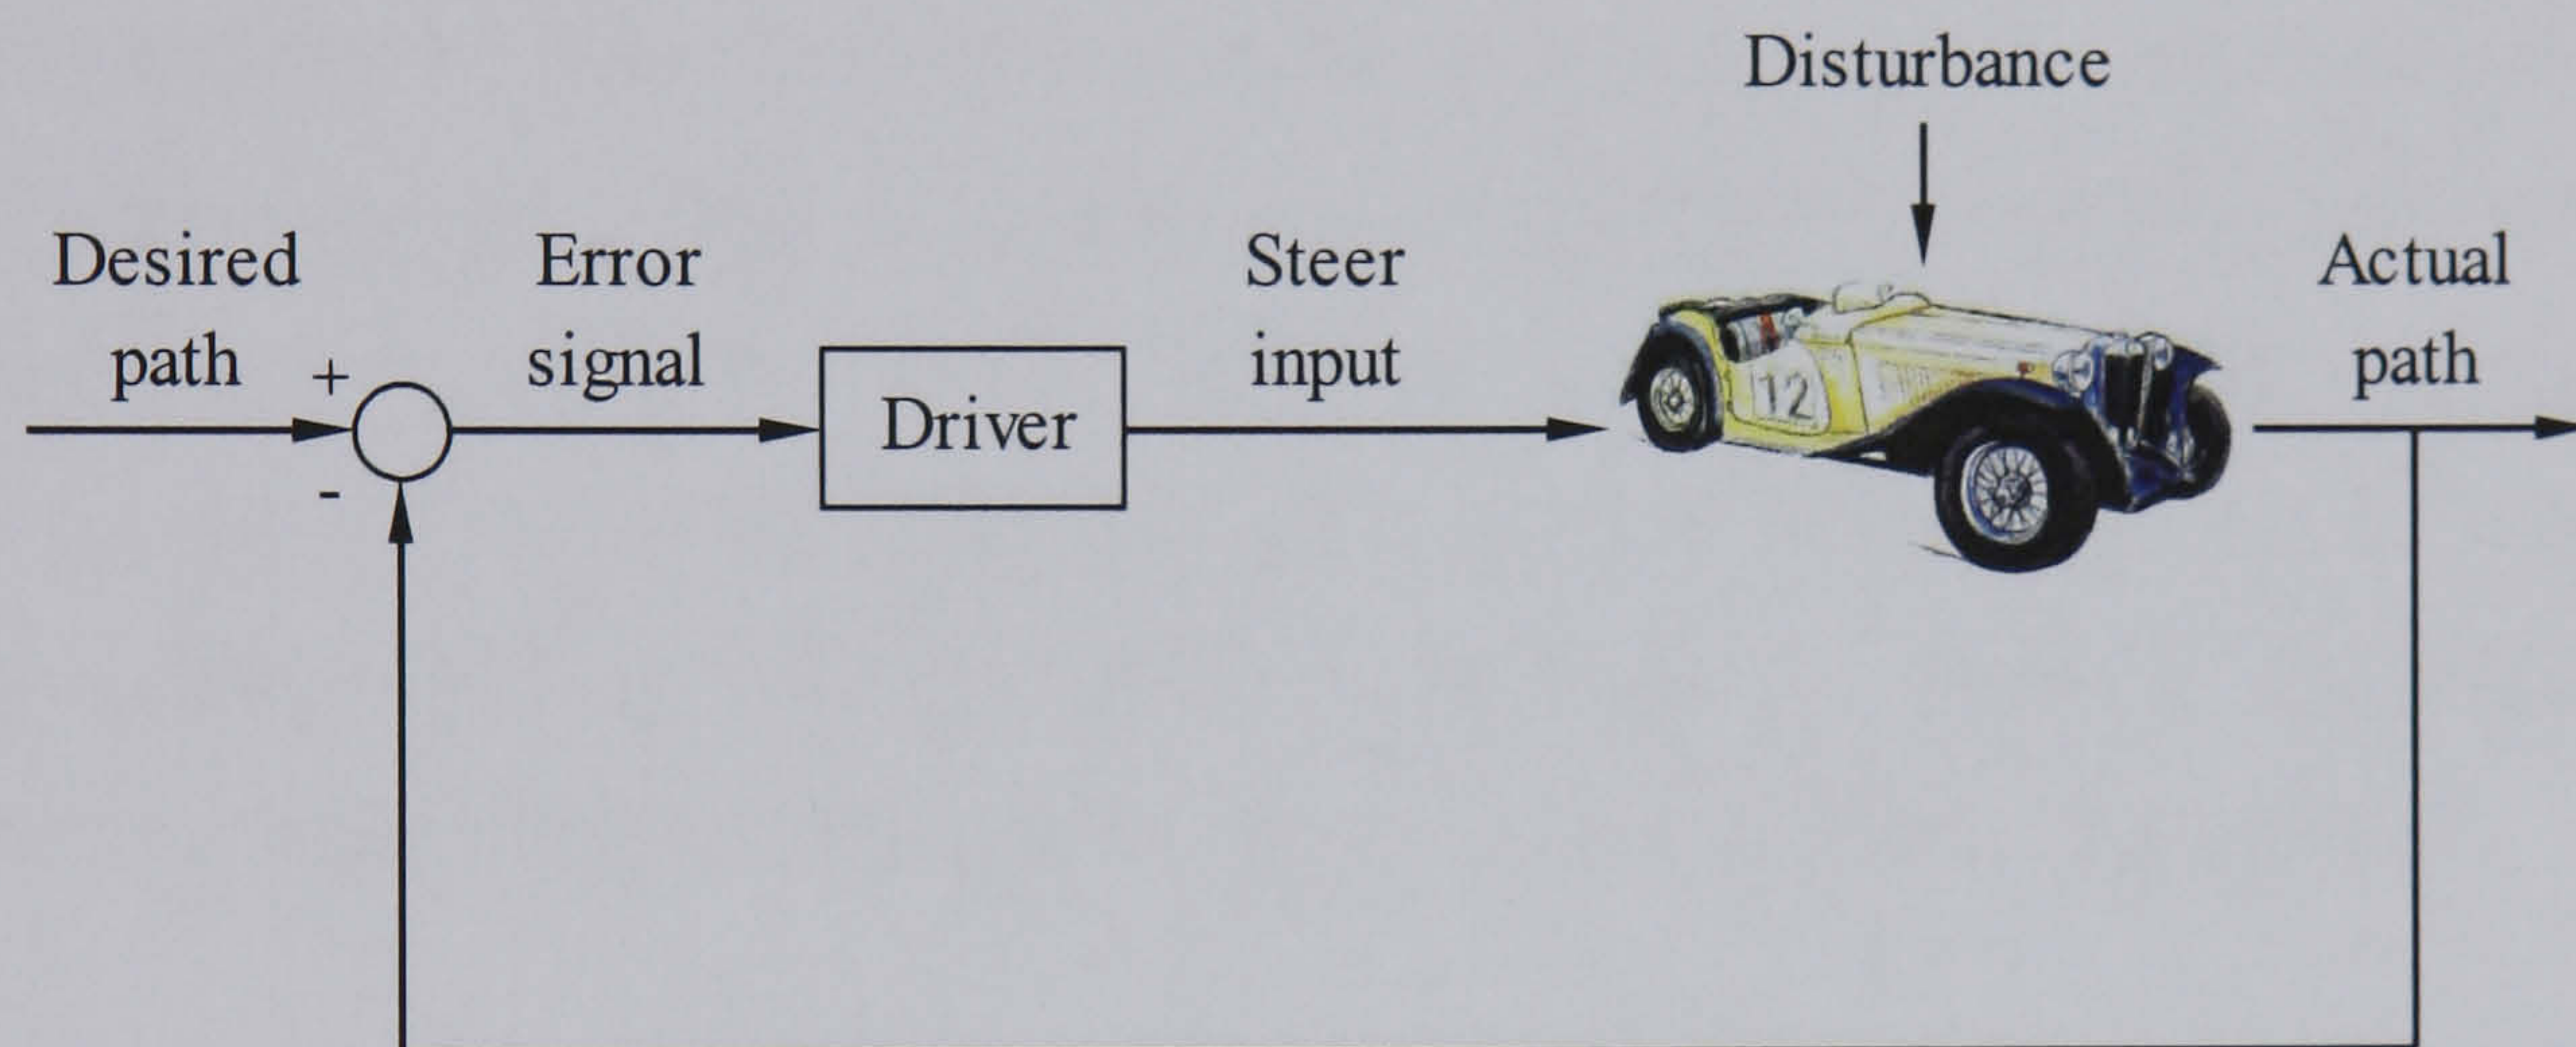 Disturbance
Desired
path
+
-
Error
signal
Driver
Steer
input
12
Actual
path